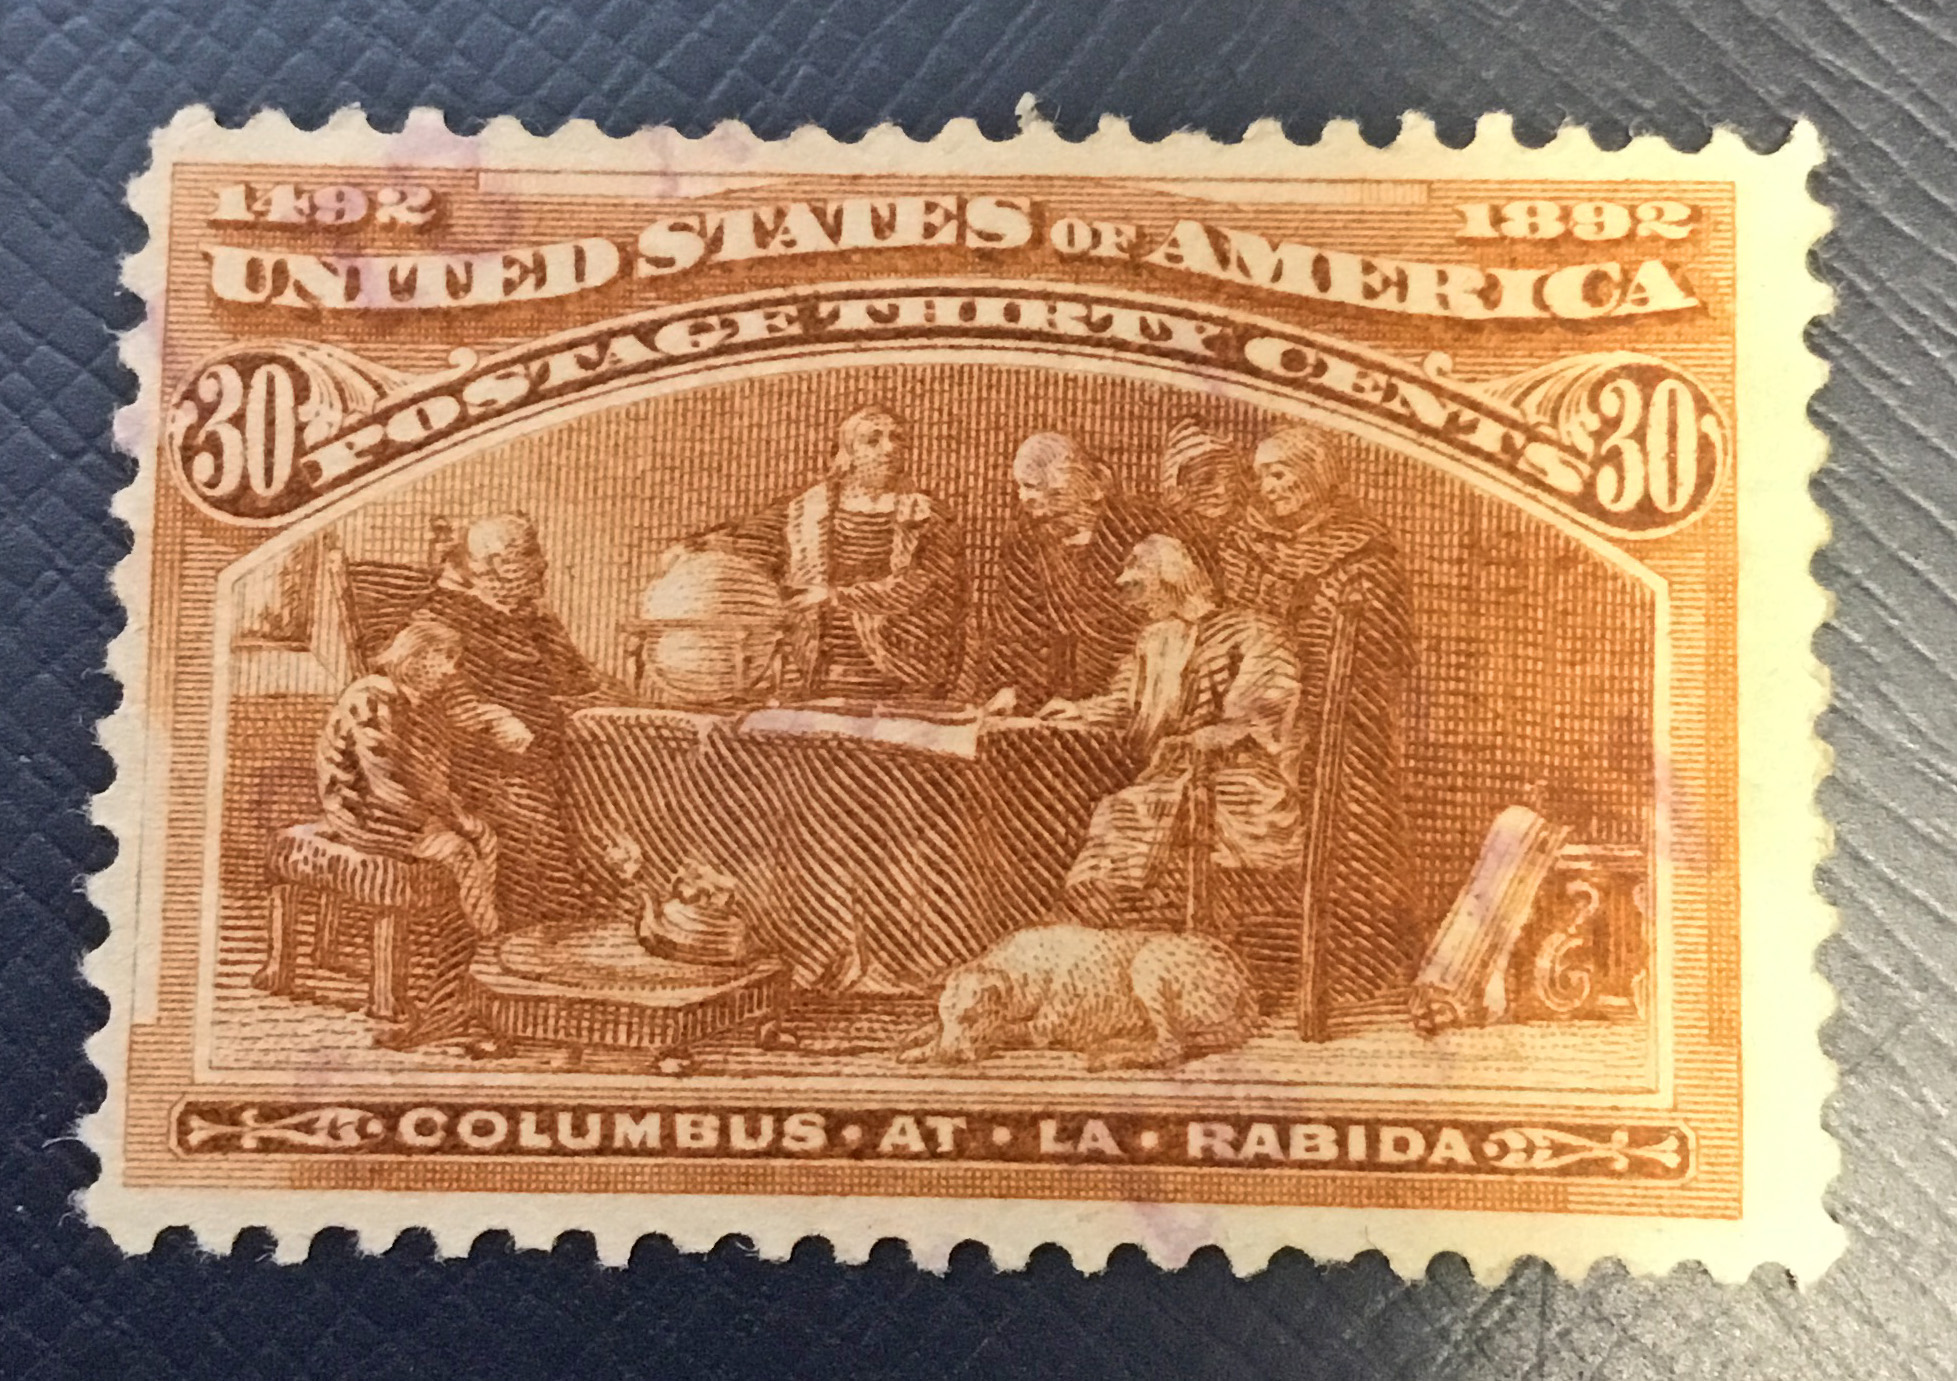 1492 1892
UNITED STATES OF AMERICA
POSTAGE THIRTY CENTS
30 30
COLUMBUS · AT · LA · RABIDA